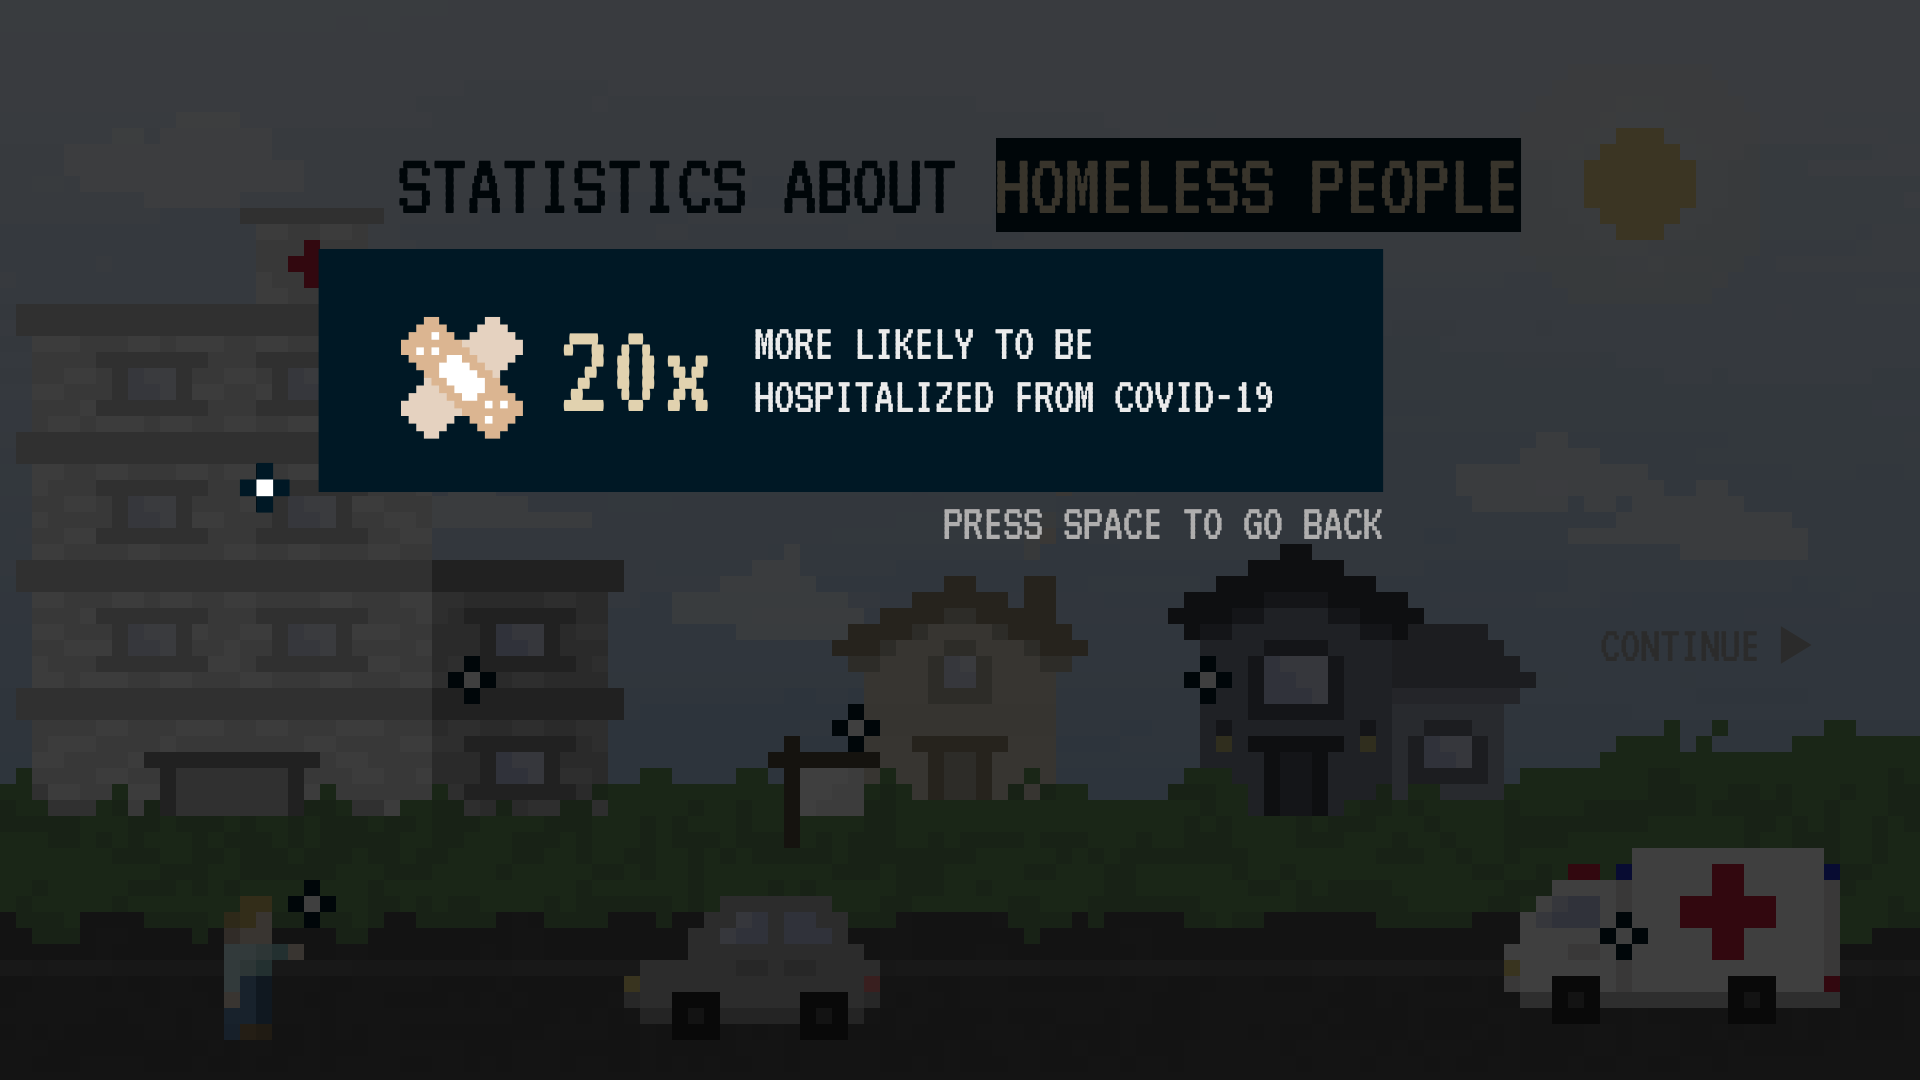 STATISTICS ABOUT HOMELESS PEOPLE
20x
MORE LIKELY TO BE
HOSPITALIZED FROM COVID-19
PRESS SPACE TO GO BACK
CONTINUE